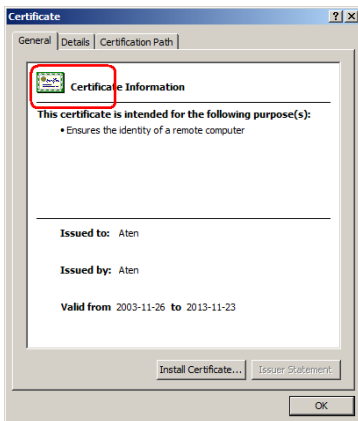 Certificate
General Details Certification Path
Certificate Information
This certificate is intended for the following purpose(s):
• Ensures the identity of a remote computer
Issued to: Aten
Issued by: Aten
Valid from 2003-11-26 to 2013-11-23
Install Certificate... Issuer Statement
OK